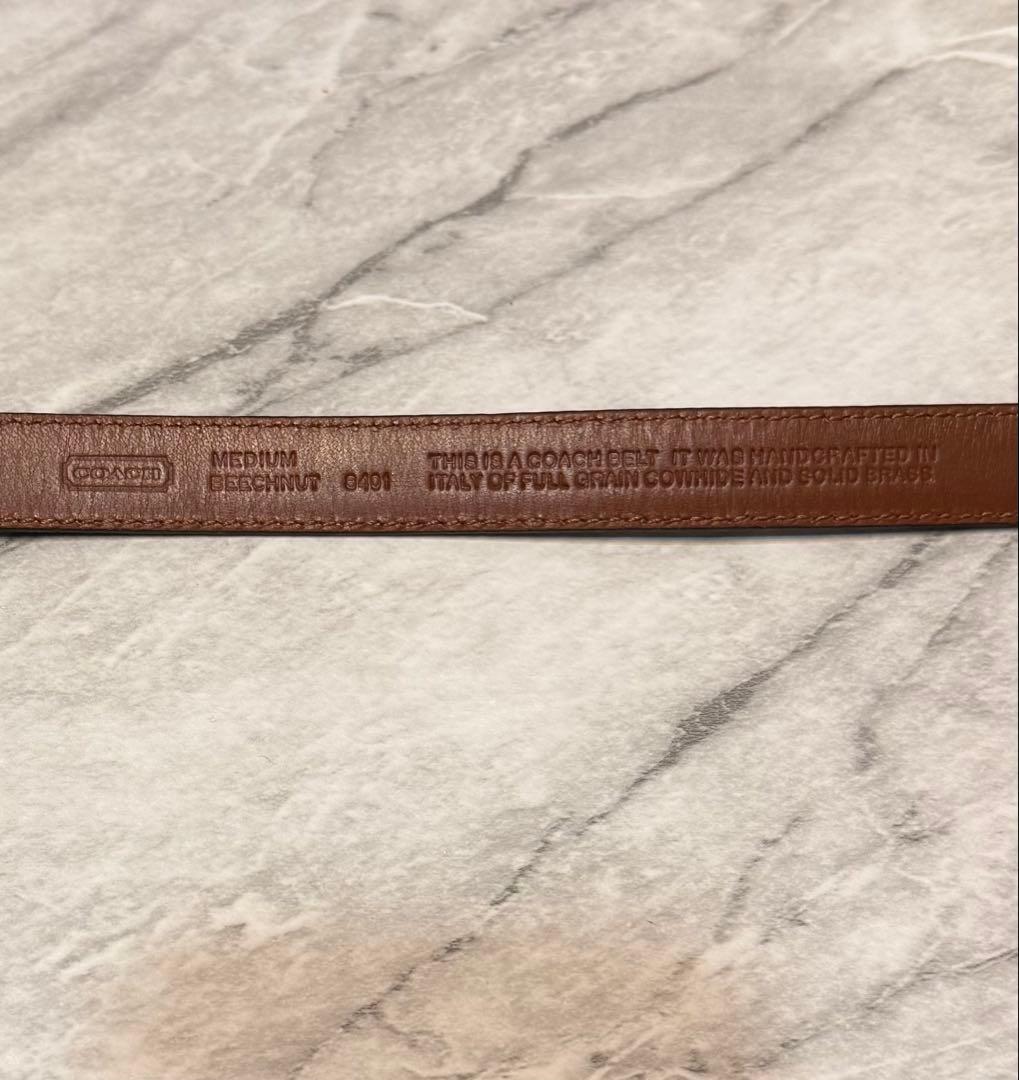 COACH
MEDIUM
BEECHNUT 8401
THIS IS A COACH BELT IT WAS HANDCRAFTED IN
ITALY OF FULL GRAIN COWHIDE AND SOLID BRASS